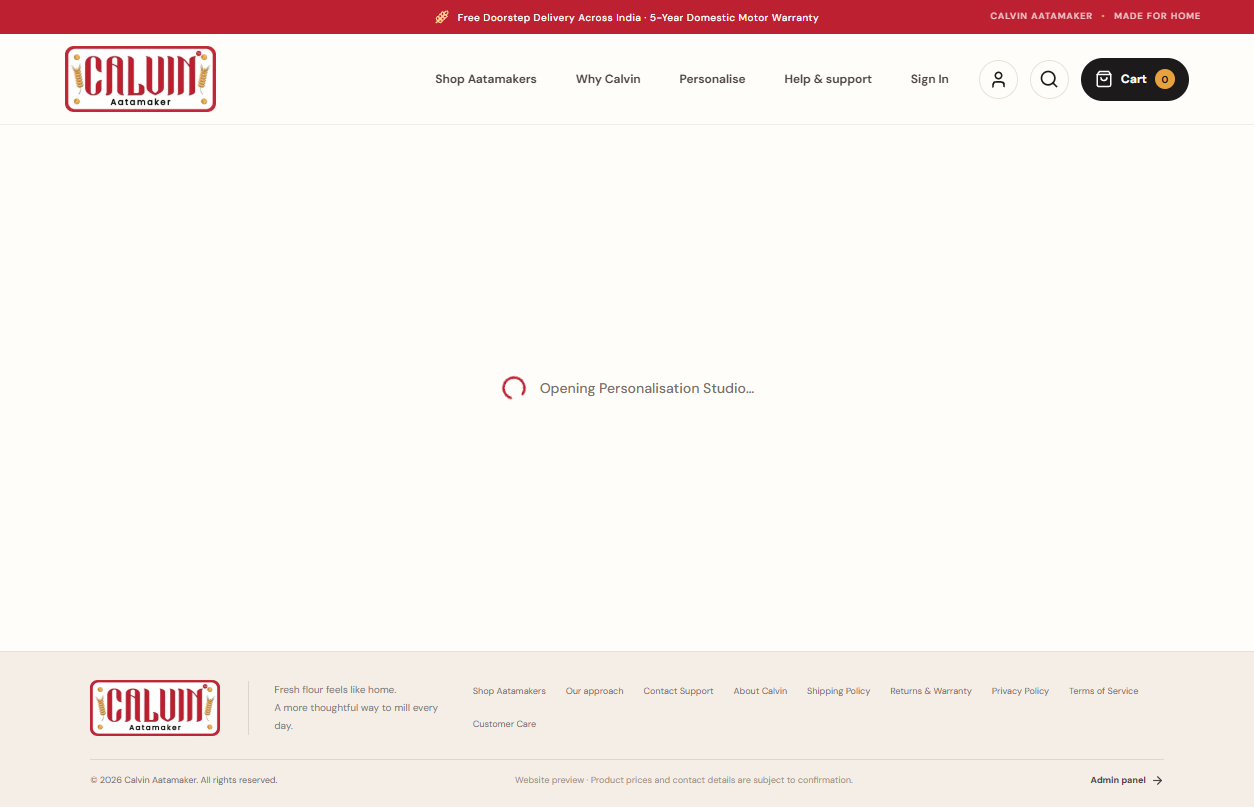 Free Doorstep Delivery Across India · 5-Year Domestic Motor Warranty
CALVIN AATAMAKER • MADE FOR HOME
CALVIN
Aatamaker
Shop Aatamakers
Why Calvin
Personalise
Help & support
Sign In
Cart 0
Opening Personalisation Studio...
CALVIN
Aatamaker
Fresh flour feels like home.
A more thoughtful way to mill every
day.
Shop Aatamakers
Our approach
Contact Support
About Calvin
Shipping Policy
Returns & Warranty
Privacy Policy
Terms of Service
Customer Care
© 2026 Calvin Aatamaker. All rights reserved.
Website preview · Product prices and contact details are subject to confirmation.
Admin panel →